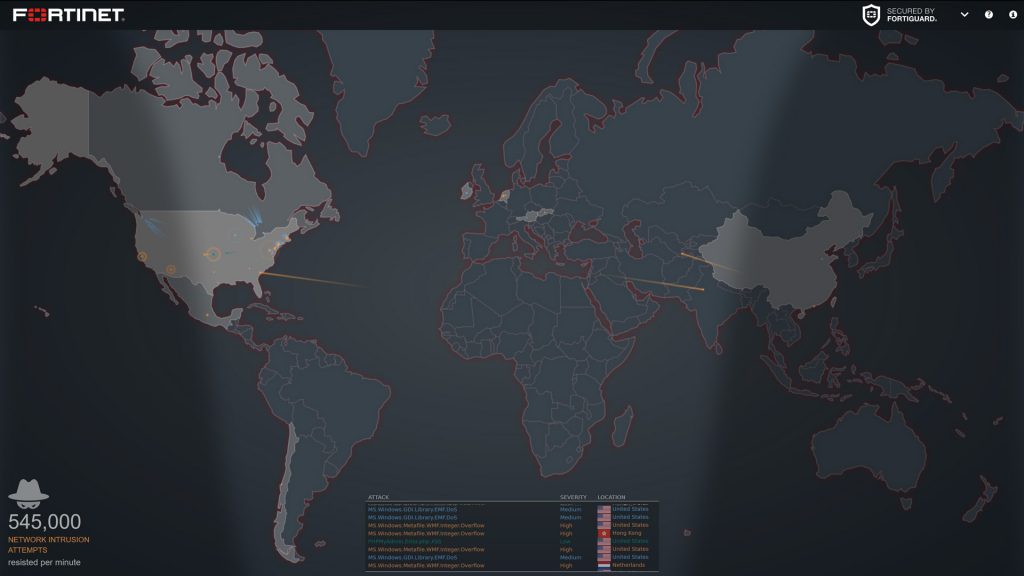 FORTINET
SECURED BY
FORTIGUARD.
545,000
NETWORK INTRUSION
ATTEMPTS
resisted per minute
ATTACK SEVERITY LOCATION
MS.Windows.GDI.Library.EMF.DoS Medium United States
MS.Windows.GDI.Library.EMF.DoS Medium United States
MS.Windows.Metafile.WMF.Integer.Overflow High United States
MS.Windows.Metafile.WMF.Integer.Overflow High Hong Kong
Low United States
MS.Windows.Metafile.WMF.Integer.Overflow High United States
MS.Windows.GDI.Library.EMF.DoS Medium United States
MS.Windows.Metafile.WMF.Integer.Overflow High Netherlands